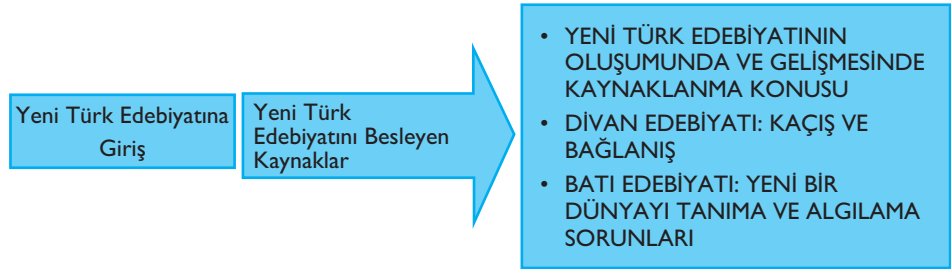 Yeni Türk Edebiyatına
Giriş
Yeni Türk
Edebiyatını Besleyen
Kaynaklar
• YENİ TÜRK EDEBİYATININ
OLUŞUMUNDA VE GELİŞMESİNDE
KAYNAKLANMA KONUSU
• DİVAN EDEBİYATI: KAÇIŞ VE
BAĞLANIŞ
• BATI EDEBİYATI: YENİ BİR
DÜNYAYI TANIMA VE ALGILAMA
SORUNLARI